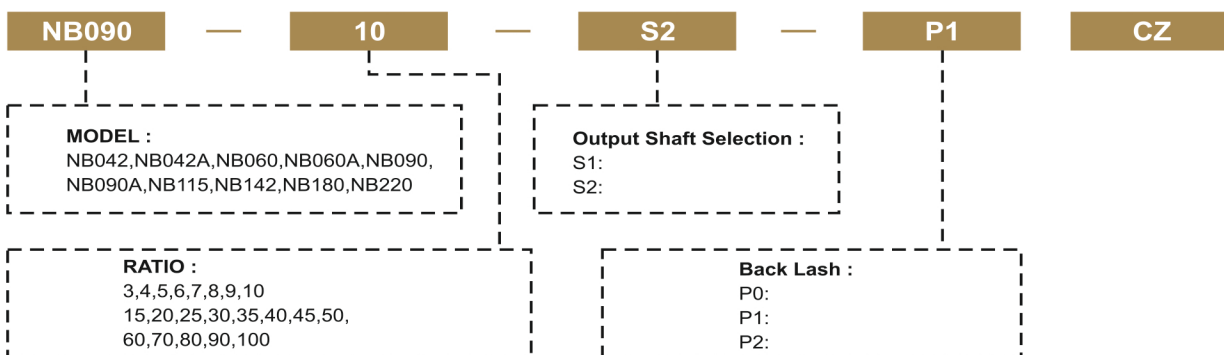 NB090 — 10 — S2 — P1 CZ
MODEL :
NB042,NB042A,NB060,NB060A,NB090,
NB090A,NB115,NB142,NB180,NB220
Output Shaft Selection :
S1:
S2:
RATIO :
3,4,5,6,7,8,9,10
15,20,25,30,35,40,45,50,
60,70,80,90,100
Back Lash :
P0:
P1:
P2: